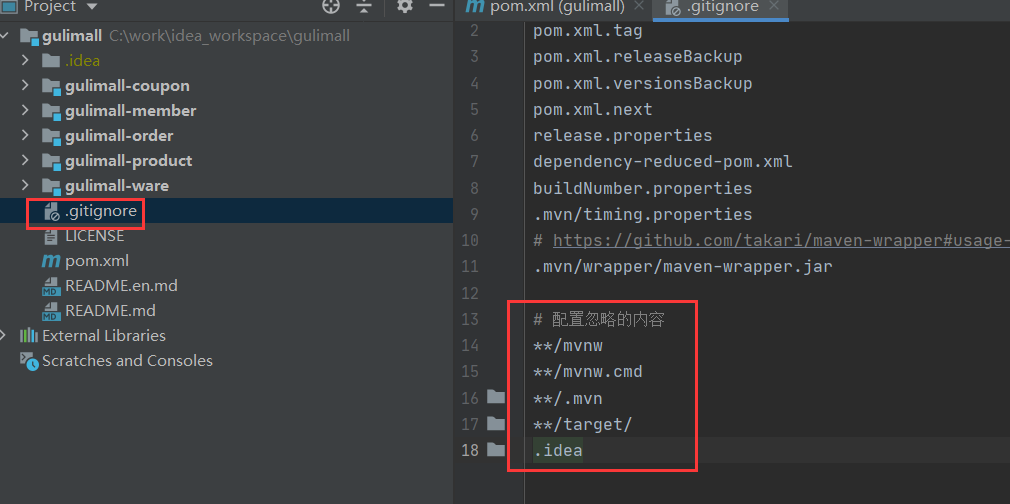 Project
gulimall C:\work\idea_workspace\gulimall
.idea
gulimall-coupon
gulimall-member
gulimall-order
gulimall-product
gulimall-ware
.gitignore
LICENSE
pom.xml
README.en.md
README.md
External Libraries
Scratches and Consoles
pom.xml (gulimall)
.gitignore
2 pom.xml.tag
3 pom.xml.releaseBackup
4 pom.xml.versionsBackup
5 pom.xml.next
6 release.properties
7 dependency-reduced-pom.xml
8 buildNumber.properties
9 .mvn/timing.properties
10 # https://github.com/takari/maven-wrapper#usage-
11 .mvn/wrapper/maven-wrapper.jar
12
13 # 配置忽略的内容
14 **/mvnw
15 **/mvnw.cmd
16 **/.mvn
17 **/target/
18 .idea